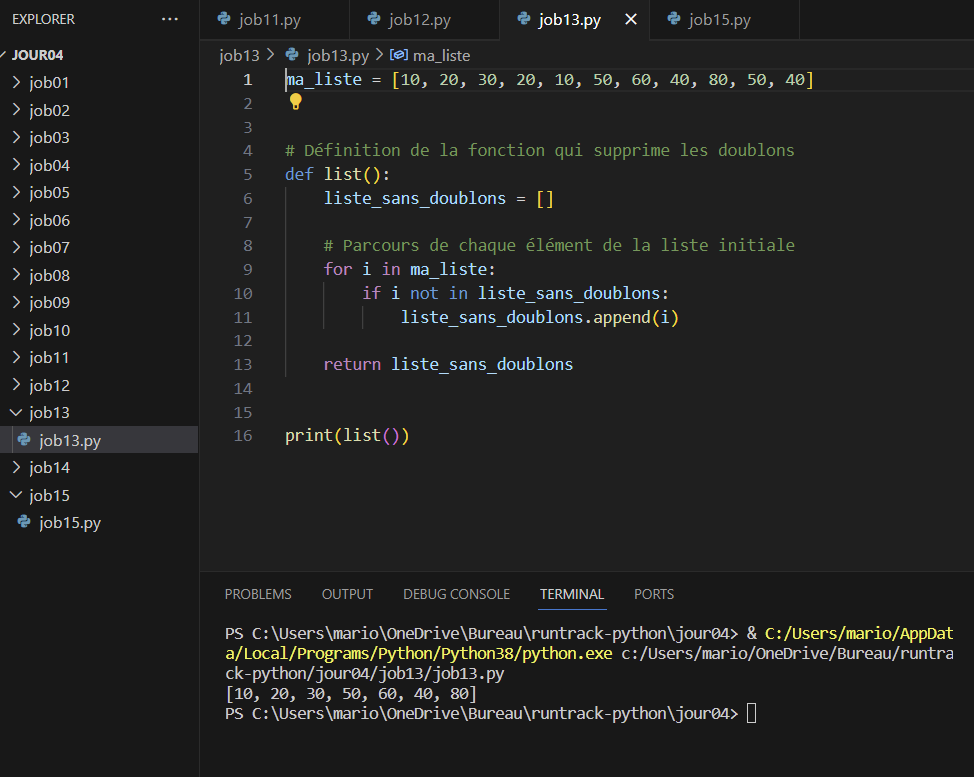 EXPLORER ...
JOUR04
job01
job02
job03
job04
job05
job06
job07
job08
job09
job10
job11
job12
job13
job13.py
job14
job15
job15.py
job11.py job12.py job13.py job15.py
job13 > job13.py > ma_liste
1 ma_liste = [10, 20, 30, 20, 10, 50, 60, 40, 80, 50, 40]
2
3
4 # Définition de la fonction qui supprime les doublons
5 def list():
6 liste_sans_doublons = []
7
8 # Parcours de chaque élément de la liste initiale
9 for i in ma_liste:
10 if i not in liste_sans_doublons:
11 liste_sans_doublons.append(i)
12
13 return liste_sans_doublons
14
15
16 print(list())
PROBLEMS OUTPUT DEBUG CONSOLE TERMINAL PORTS
PS C:\Users\mario\OneDrive\Bureau\runtrack-python\jour04> & C:/Users/mario/AppDat
a/Local/Programs/Python/Python38/python.exe c:/Users/mario/OneDrive/Bureau/runtra
ck-python/jour04/job13/job13.py
[10, 20, 30, 50, 60, 40, 80]
PS C:\Users\mario\OneDrive\Bureau\runtrack-python\jour04>